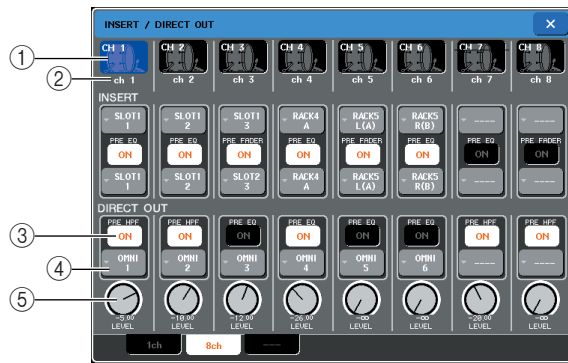 INSERT / DIRECT OUT ×
CH 1 CH 2 CH 3 CH 4 CH 5 CH 6 CH 7 CH 8
①
② ch 1 ch 2 ch 3 ch 4 ch 5 ch 6 ch 7 ch 8
INSERT
SLOT1 SLOT1 SLOT1 RACK4 RACK5 RACK5 ---- ----
1 2 3 A L(A) R(B)
PRE EQ PRE EQ PRE FADER PRE EQ PRE FADER PRE EQ PRE EQ PRE FADER
ON ON ON ON ON ON ON ON
SLOT1 SLOT1 SLOT2 RACK4 RACK5 RACK5 ---- ----
1 2 3 A L(A) R(B)
DIRECT OUT
PRE HPF PRE HPF PRE EQ PRE HPF PRE EQ PRE EQ PRE HPF PRE HPF
③ ON ON ON ON ON ON ON ON
④ OMNI OMNI OMNI OMNI OMNI OMNI ---- ----
1 2 3 4 5 6
⑤
-5.00 -10.00 -12.00 -26.00 -∞ -∞ -20.00 -∞
LEVEL LEVEL LEVEL LEVEL LEVEL LEVEL LEVEL LEVEL
1ch 8ch ---